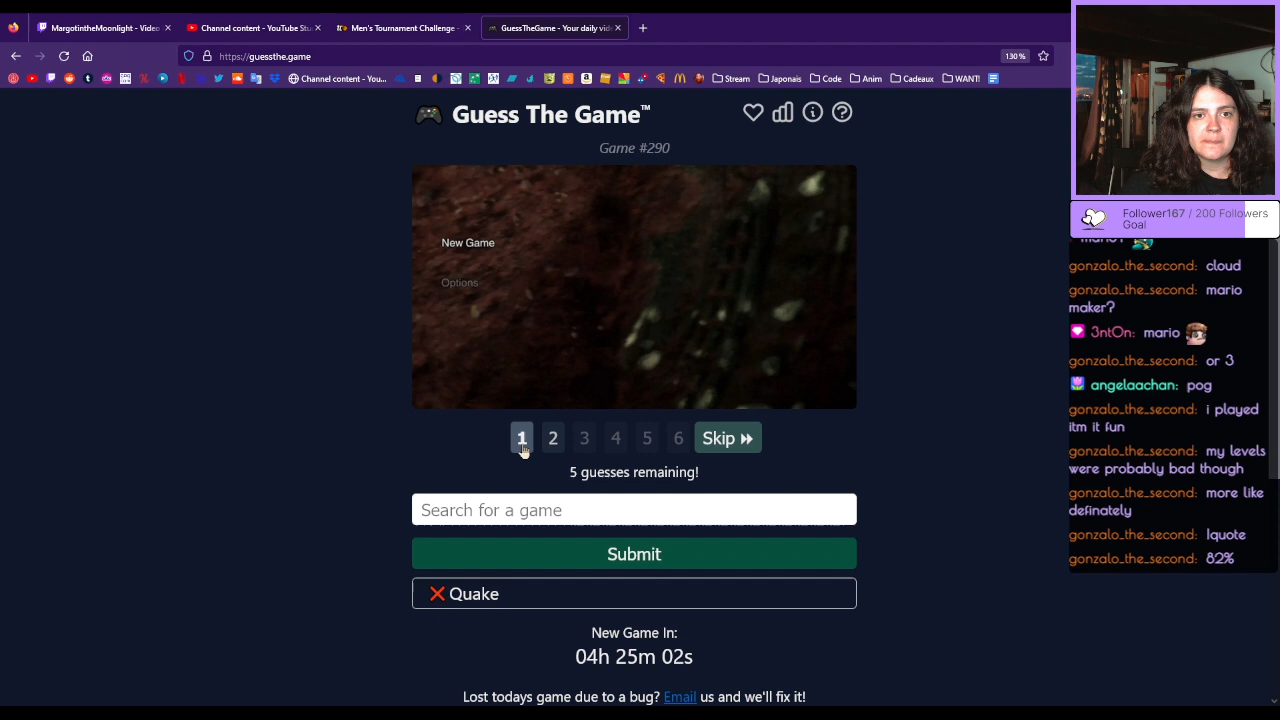 MargotintheMoonlight - Video
Channel content - YouTube Stu
Men's Tournament Challenge -
GuessTheGame - Your daily vid
https://guessthe.game
130%
Channel content - You...
Stream
Japonais
Code
Anim
Cadeaux
WANT!
Guess The Game™
Game #290
New Game
Options
1 2 3 4 5 6 Skip
5 guesses remaining!
Search for a game
Submit
❌ Quake
New Game In:
04h 25m 02s
Lost todays game due to a bug? Email us and we'll fix it!
Follower167 / 200 Followers
Goal
gonzalo_the_second: cloud
gonzalo_the_second: mario
maker?
3ntOn: mario
gonzalo_the_second: or 3
angelaachan: pog
gonzalo_the_second: i played
itm it fun
gonzalo_the_second: my levels
were probably bad though
gonzalo_the_second: more like
definately
gonzalo_the_second: !quote
gonzalo_the_second: 82%